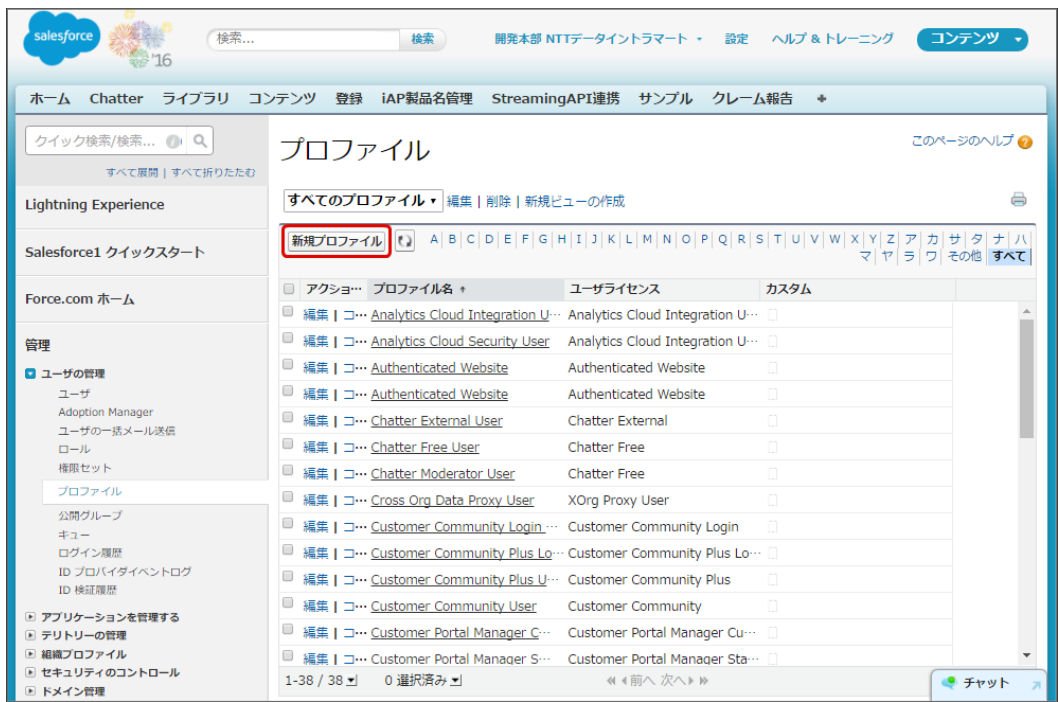 salesforce
'16
検索...
検索
開発本部 NTTデータイントラマート
設定
ヘルプ & トレーニング
コンテンツ
ホーム Chatter ライブラリ コンテンツ 登録 iAP製品名管理 StreamingAPI連携 サンプル クレーム報告 +
クイック検索/検索...
すべて展開 | すべて折りたたむ
Lightning Experience
Salesforce1 クイックスタート
Force.com ホーム
管理
ユーザの管理
ユーザ
Adoption Manager
ユーザの一括メール送信
ロール
権限セット
プロファイル
公開グループ
キュー
ログイン履歴
ID プロバイダイベントログ
ID 検証履歴
アプリケーションを管理する
テリトリーの管理
組織プロファイル
セキュリティのコントロール
ドメイン管理
プロファイル
このページのヘルプ
すべてのプロファイル 編集 | 削除 | 新規ビューの作成
新規プロファイル
A | B | C | D | E | F | G | H | I | J | K | L | M | N | O | P | Q | R | S | T | U | V | W | X | Y | Z | ア | カ | サ | タ | ナ | ハ |
マ | ヤ | ラ | ワ | その他 | すべて
アクショ… プロファイル名 ↑ ユーザライセンス カスタム
編集 | コ… Analytics Cloud Integration U… Analytics Cloud Integration U…
編集 | コ… Analytics Cloud Security User Analytics Cloud Integration U…
編集 | コ… Authenticated Website Authenticated Website
編集 | コ… Authenticated Website Authenticated Website
編集 | コ… Chatter External User Chatter External
編集 | コ… Chatter Free User Chatter Free
編集 | コ… Chatter Moderator User Chatter Free
編集 | コ… Cross Org Data Proxy User XOrg Proxy User
編集 | コ… Customer Community Login … Customer Community Login
編集 | コ… Customer Community Plus Lo… Customer Community Plus Lo…
編集 | コ… Customer Community Plus U… Customer Community Plus
編集 | コ… Customer Community User Customer Community
編集 | コ… Customer Portal Manager C… Customer Portal Manager Cu…
編集 | コ… Customer Portal Manager S… Customer Portal Manager Sta…
1-38 / 38 0 選択済み 前へ 次へ
チャット